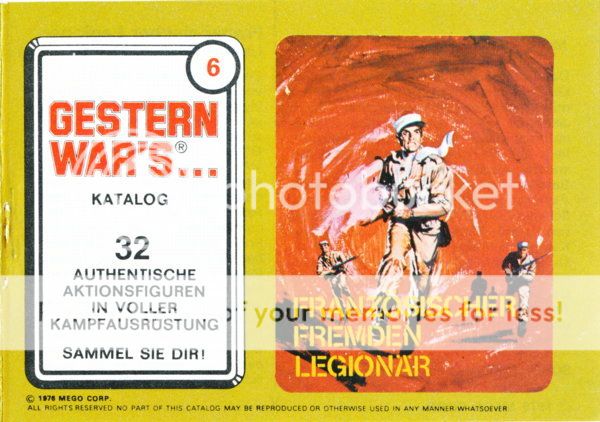 6
GESTERN
WAR'S®...
KATALOG
32
AUTHENTISCHE
AKTIONSFIGUREN
IN VOLLER
KAMPFAUSRÜSTUNG
SAMMEL SIE DIR!
photobucket
of your memories for less!
FRANZÖSISCHER
FREMDEN
LEGIONÄR
© 1976 MEGO CORP.
ALL RIGHTS RESERVED NO PART OF THIS CATALOG MAY BE REPRODUCED OR OTHERWISE USED IN ANY MANNER WHATSOEVER